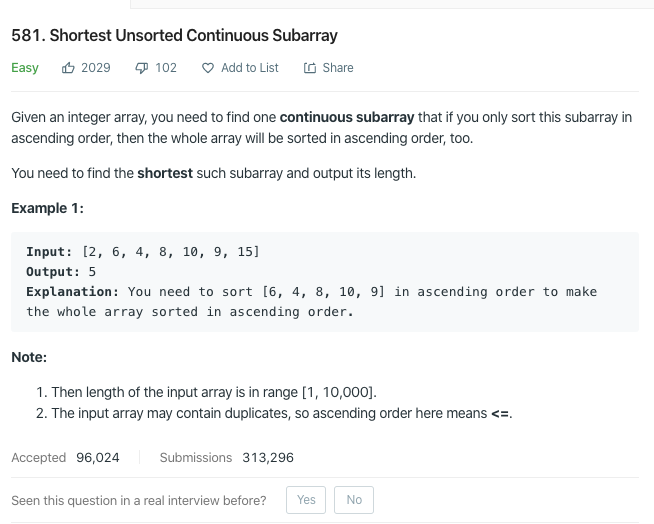 581. Shortest Unsorted Continuous Subarray
Easy 2029 102 Add to List Share
Given an integer array, you need to find one continuous subarray that if you only sort this subarray in
ascending order, then the whole array will be sorted in ascending order, too.
You need to find the shortest such subarray and output its length.
Example 1:
Input: [2, 6, 4, 8, 10, 9, 15]
Output: 5
Explanation: You need to sort [6, 4, 8, 10, 9] in ascending order to make
the whole array sorted in ascending order.
Note:
1. Then length of the input array is in range [1, 10,000].
2. The input array may contain duplicates, so ascending order here means <=.
Accepted 96,024 Submissions 313,296
Seen this question in a real interview before? Yes No